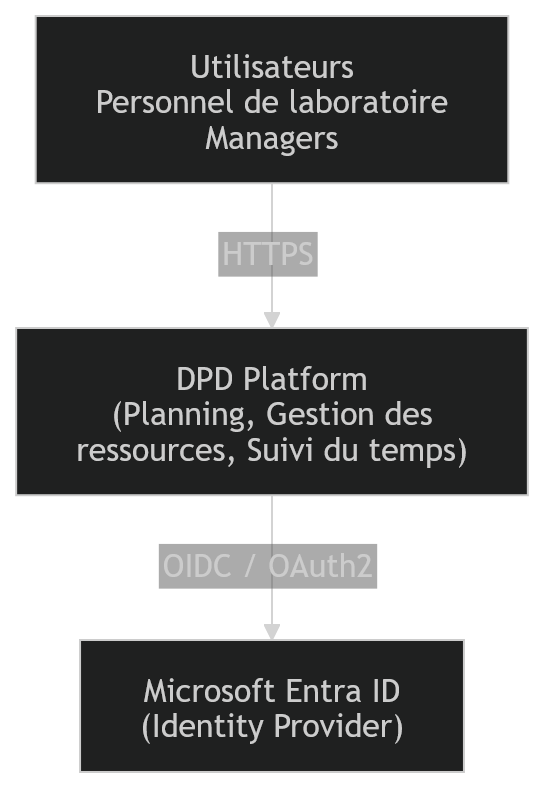 Utilisateurs
Personnel de laboratoire
Managers
HTTPS
DPD Platform
(Planning, Gestion des
ressources, Suivi du temps)
OIDC / OAuth2
Microsoft Entra ID
(Identity Provider)